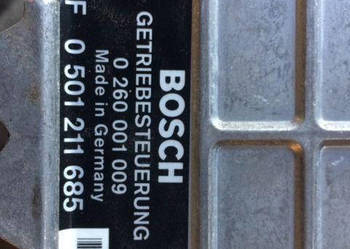 BOSCH
GETRIEBESTEUERUNG
0 260 001 009
Made in Germany
F 0 501 211 685